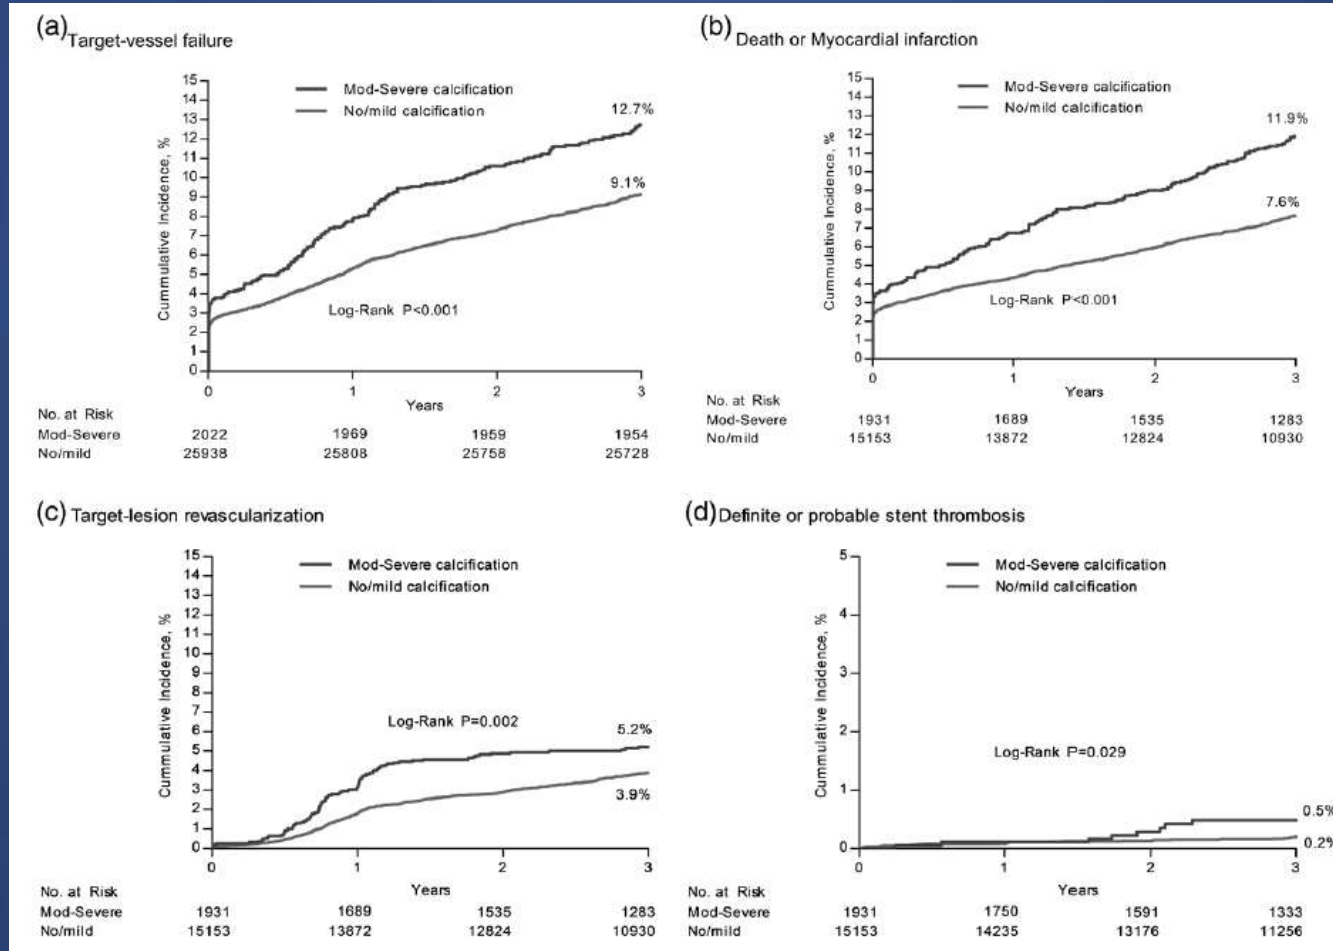 (a) Target-vessel failure
15
14
13
12
11
10
9
8
7
6
5
4
3
2
1
0
Cummulative Incidence, %
Mod-Severe calcification
No/mild calcification
12.7%
9.1%
Log-Rank P<0.001
0 1 2 3
Years
No. at Risk
Mod-Severe 2022 1969 1959 1954
No/mild 25938 25808 25758 25728
(b) Death or Myocardial infarction
15
14
13
12
11
10
9
8
7
6
5
4
3
2
1
0
Cummulative Incidence, %
Mod-Severe calcification
No/mild calcification
11.9%
7.6%
Log-Rank P<0.001
0 1 2 3
Years
No. at Risk
Mod-Severe 1931 1689 1535 1283
No/mild 15153 13872 12824 10930
(c) Target-lesion revascularization
15
14
13
12
11
10
9
8
7
6
5
4
3
2
1
0
Cummulative Incidence, %
Mod-Severe calcification
No/mild calcification
Log-Rank P=0.002
5.2%
3.9%
0 1 2 3
Years
No. at Risk
Mod-Severe 1931 1689 1535 1283
No/mild 15153 13872 12824 10930
(d) Definite or probable stent thrombosis
5
4
3
2
1
0
Cummulative Incidence, %
Mod-Severe calcification
No/mild calcification
Log-Rank P=0.029
0.5%
0.2%
0 1 2 3
Years
No. at Risk
Mod-Severe 1931 1750 1591 1333
No/mild 15153 14235 13176 11256